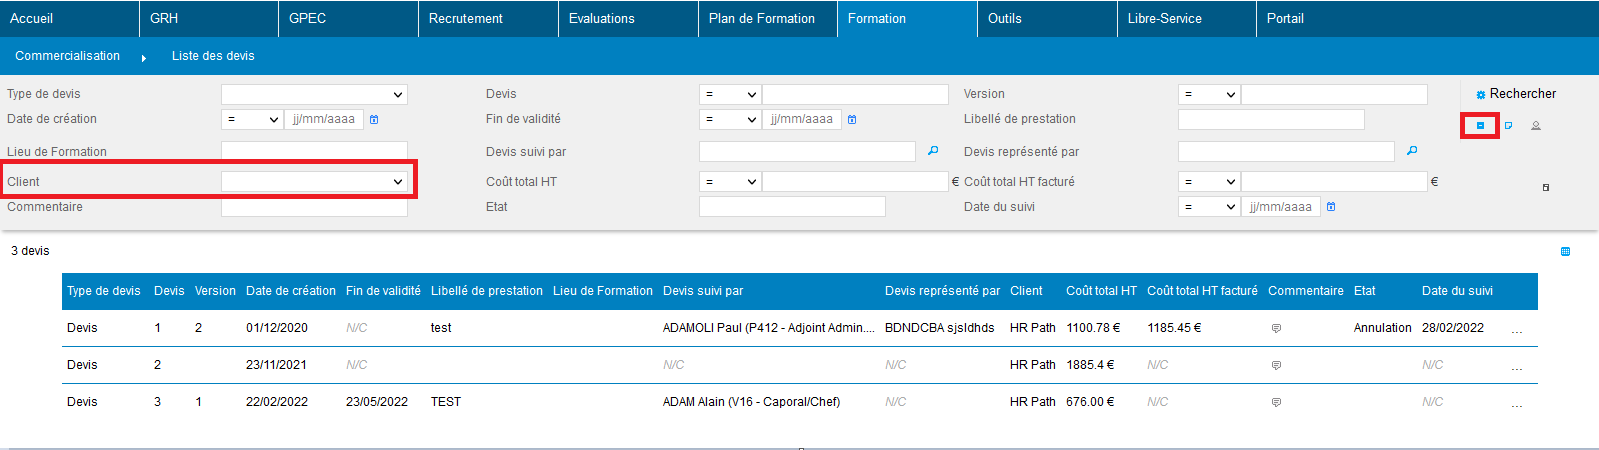 Accueil GRH GPEC Recrutement Evaluations Plan de Formation Formation Outils Libre-Service Portail
Commercialisation Liste des devis
Type de devis Devis = Version = Rechercher
Date de création = jj/mm/aaaa Fin de validité = jj/mm/aaaa Libellé de prestation
Lieu de Formation Devis suivi par Devis représenté par
Client Coût total HT = € Coût total HT facturé = €
Commentaire Etat Date du suivi = jj/mm/aaaa
3 devis
Type de devis Devis Version Date de création Fin de validité Libellé de prestation Lieu de Formation Devis suivi par Devis représenté par Client Coût total HT Coût total HT facturé Commentaire Etat Date du suivi
Devis 1 2 01/12/2020 N/C test ADAMOLI Paul (P412 - Adjoint Admin.... BDNDCBA sjsldhds HR Path 1100.78 € 1185.45 € Annulation 28/02/2022 ...
Devis 2 23/11/2021 N/C N/C N/C HR Path 1885.4 € N/C N/C ...
Devis 3 1 22/02/2022 23/05/2022 TEST ADAM Alain (V16 - Caporal/Chef) N/C HR Path 676.00 € N/C N/C ...